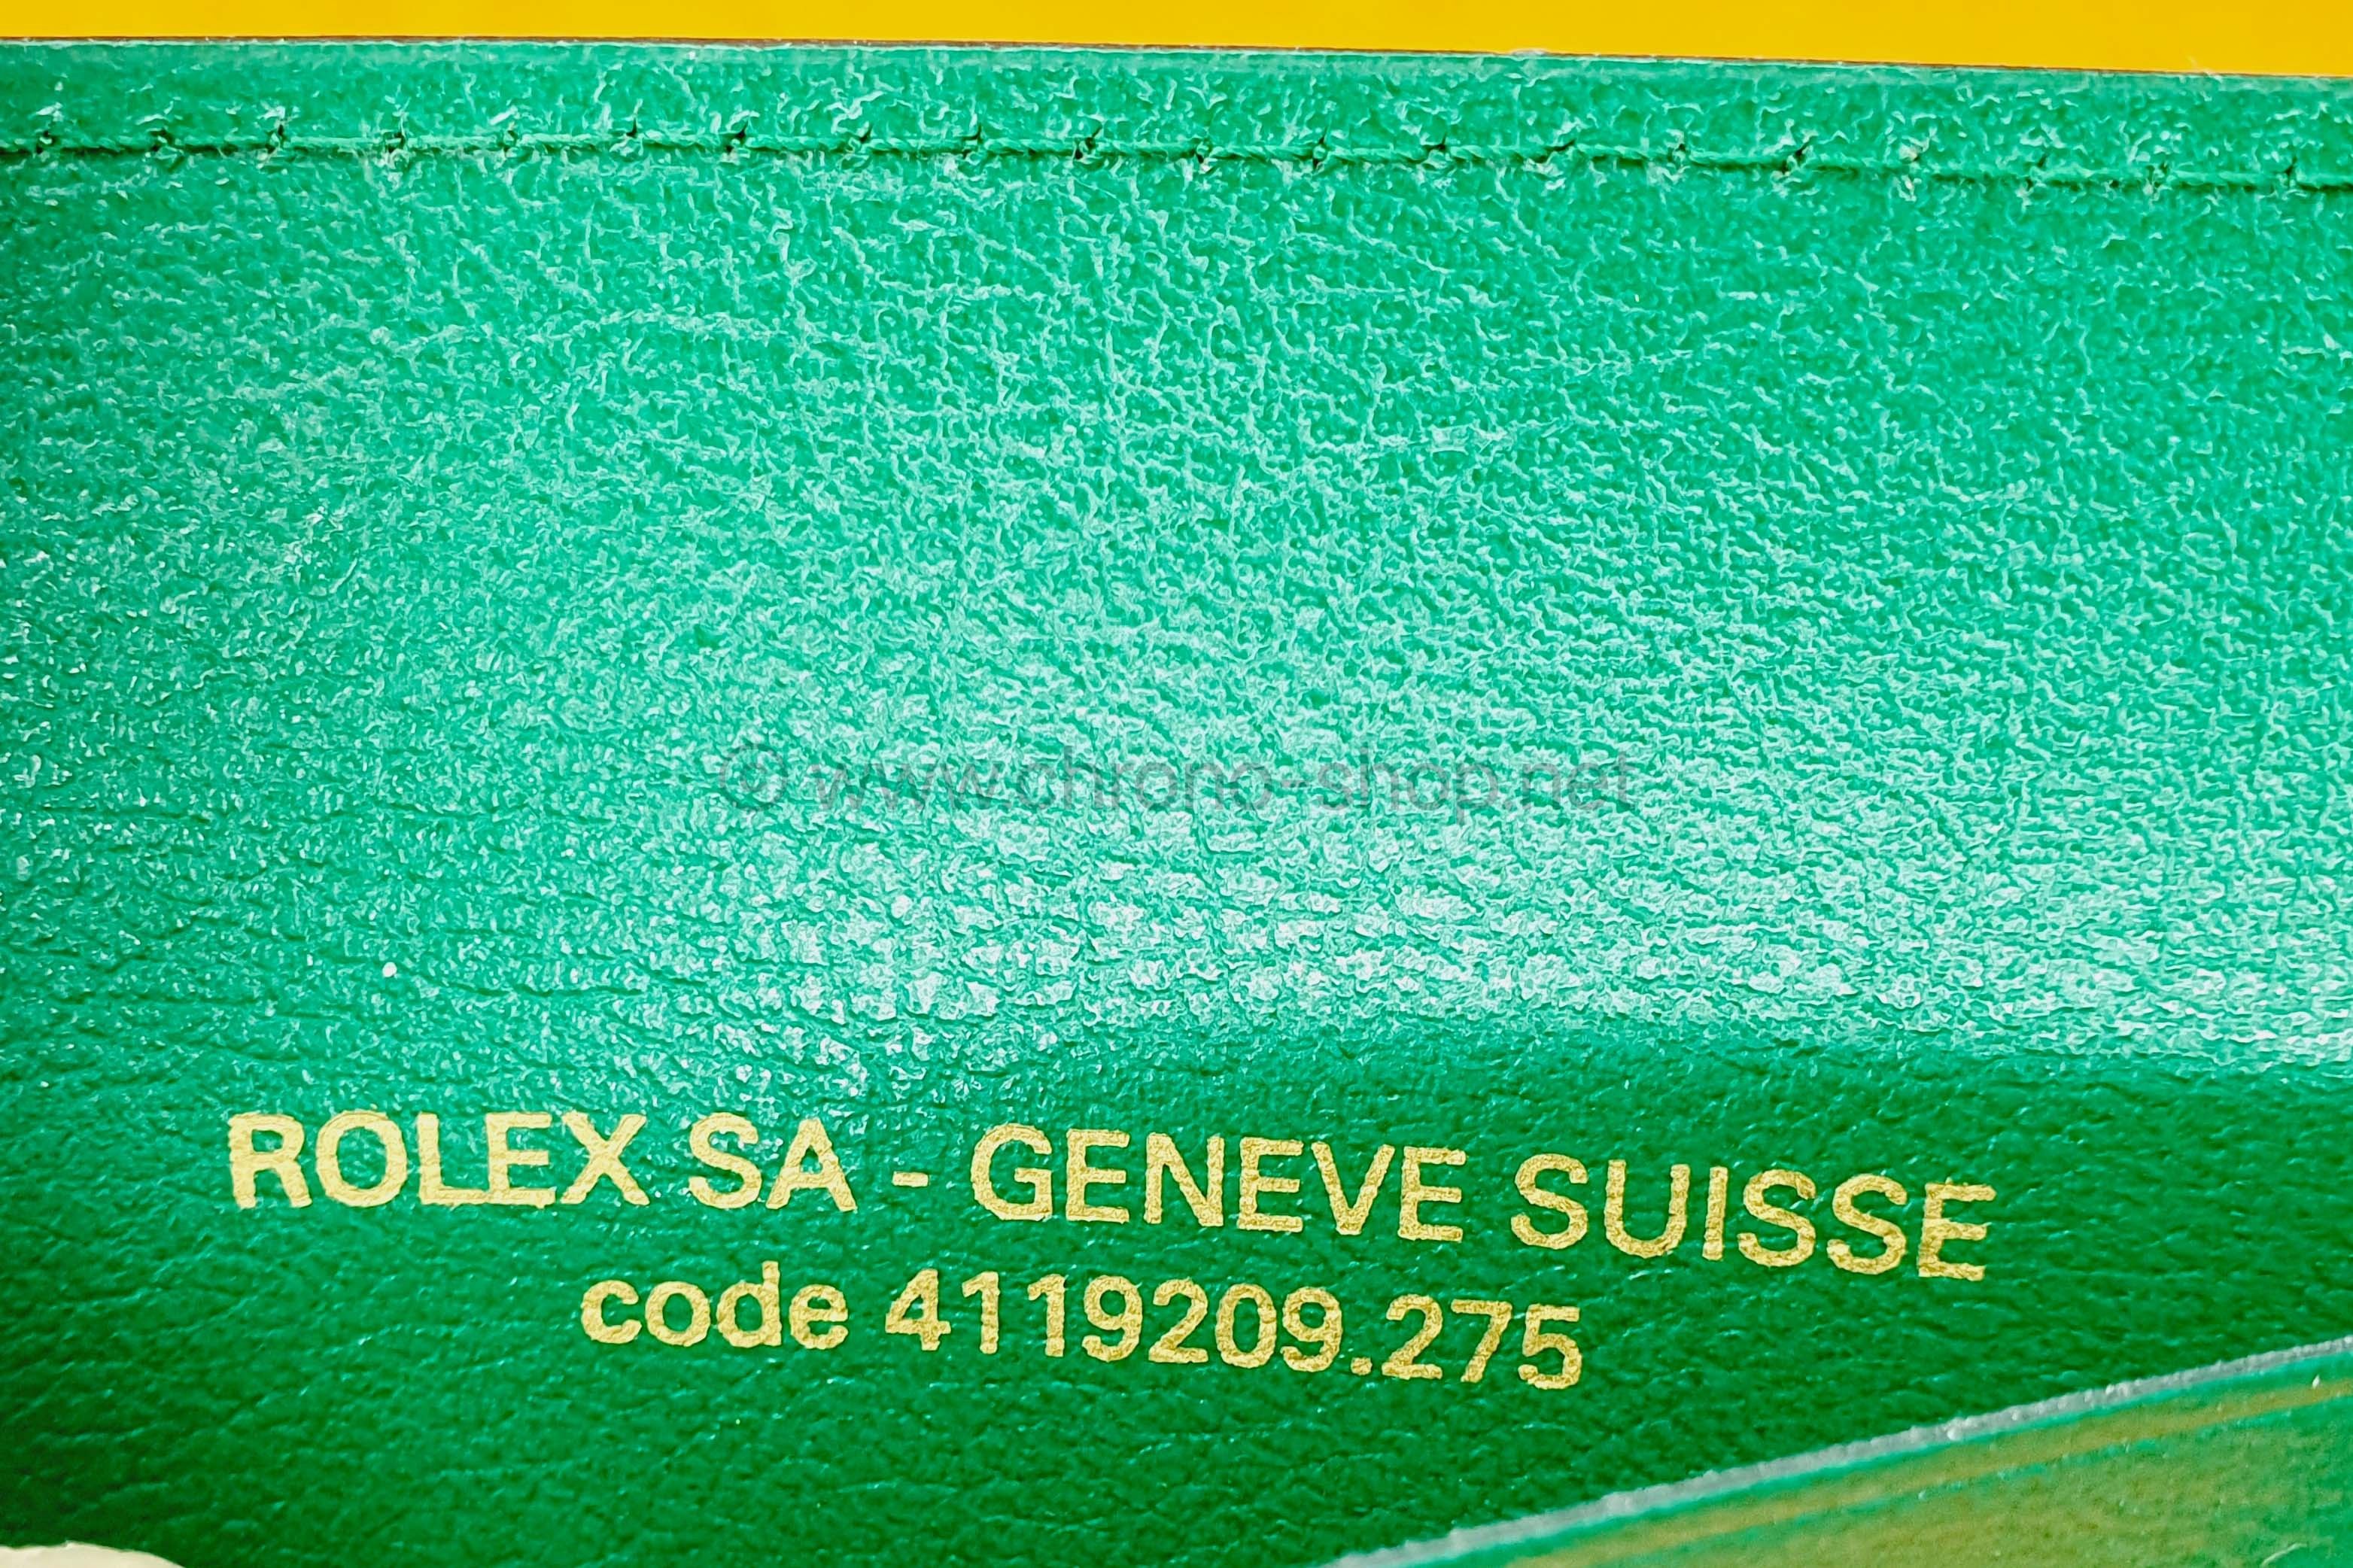 © www.chrono-shop.net
ROLEX SA - GENEVE SUISSE
code 4119209.275